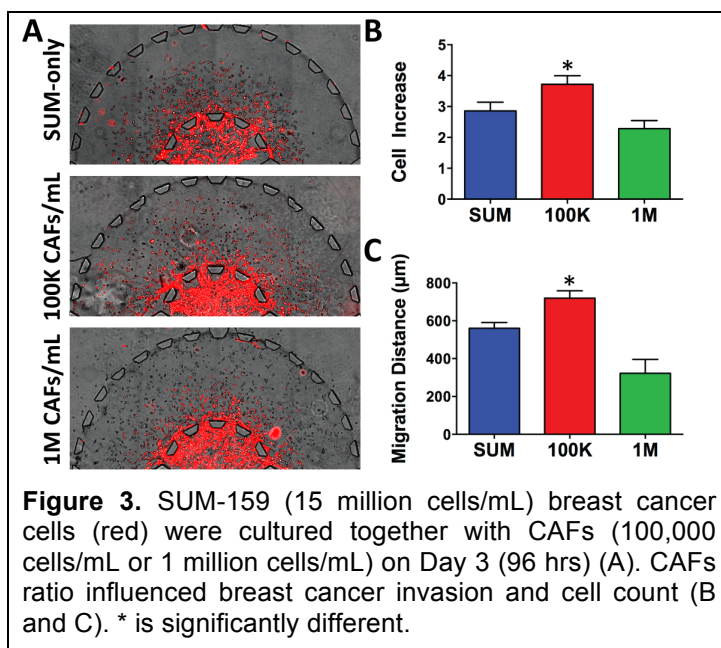 A
SUM-only
100K CAFs/mL
1M CAFs/mL
B
Cell Increase
5
4
3
2
1
0
*
SUM
100K
1M
C
Migration Distance (µm)
800
600
400
200
0
*
SUM
100K
1M
Figure 3. SUM-159 (15 million cells/mL) breast cancer
cells (red) were cultured together with CAFs (100,000
cells/mL or 1 million cells/mL) on Day 3 (96 hrs) (A). CAFs
ratio influenced breast cancer invasion and cell count (B
and C). * is significantly different.